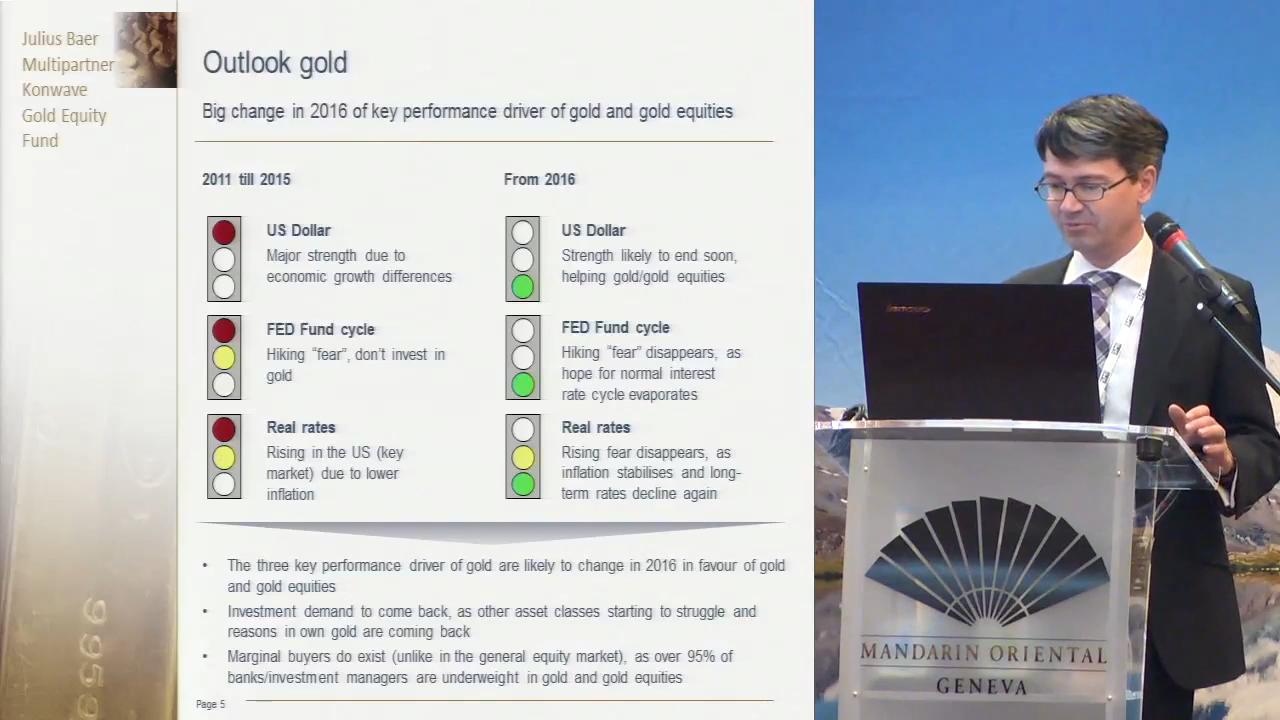 Julius Baer
Multipartner
Konwave
Gold Equity
Fund
Outlook gold
Big change in 2016 of key performance driver of gold and gold equities
2011 till 2015
US Dollar
Major strength due to
economic growth differences
FED Fund cycle
Hiking “fear”, don’t invest in
gold
Real rates
Rising in the US (key
market) due to lower
inflation
From 2016
US Dollar
Strength likely to end soon,
helping gold/gold equities
FED Fund cycle
Hiking “fear” disappears, as
hope for normal interest
rate cycle evaporates
Real rates
Rising fear disappears, as
inflation stabilises and long-
term rates decline again
• The three key performance driver of gold are likely to change in 2016 in favour of gold
and gold equities
• Investment demand to come back, as other asset classes starting to struggle and
reasons in own gold are coming back
• Marginal buyers do exist (unlike in the general equity market), as over 95% of
banks/investment managers are underweight in gold and gold equities
Page 5
9959
lenovo
MANDARIN ORIENTAL
GENEVA